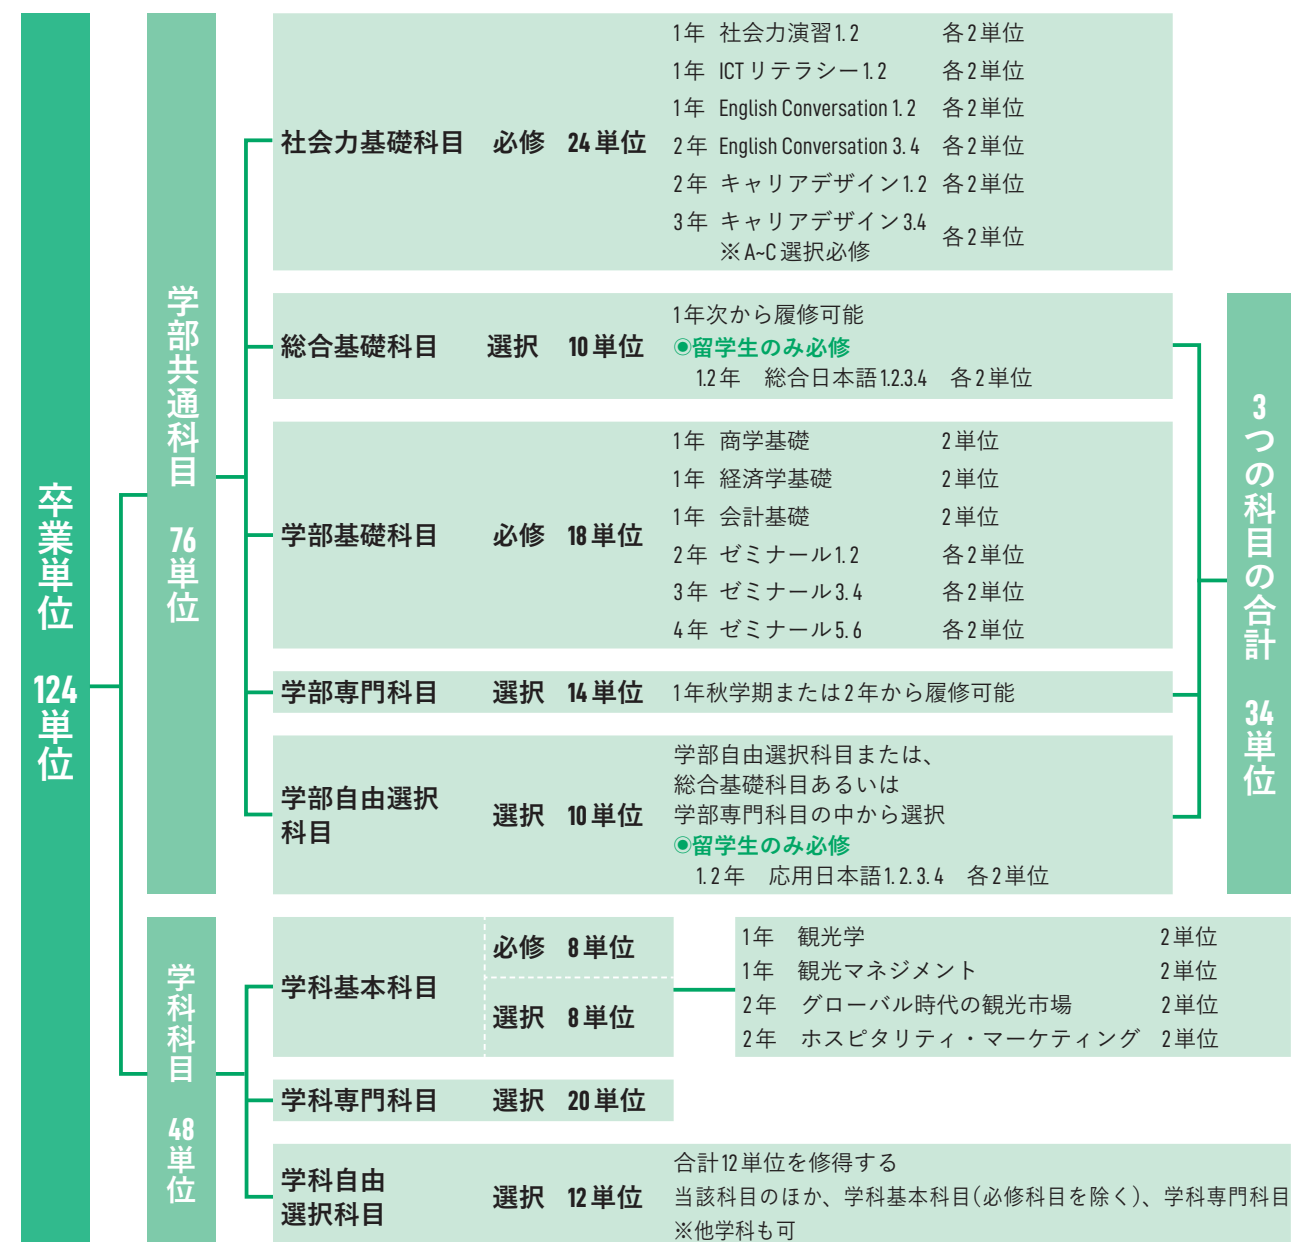 卒業単位 124単位
学部共通科目 76単位
社会力基礎科目 必修 24単位
1年 社会力演習1.2 各2単位
1年 ICTリテラシー1.2 各2単位
1年 English Conversation 1. 2 各2単位
2年 English Conversation 3. 4 各2単位
2年 キャリアデザイン1.2 各2単位
3年 キャリアデザイン3.4 各2単位
※A~C選択必修
総合基礎科目 選択 10単位
1年次から履修可能
◉留学生のみ必修
1.2年 総合日本語1.2.3.4 各2単位
学部基礎科目 必修 18単位
1年 商学基礎 2単位
1年 経済学基礎 2単位
1年 会計基礎 2単位
2年 ゼミナール1. 2 各2単位
3年 ゼミナール3. 4 各2単位
4年 ゼミナール5. 6 各2単位
学部専門科目 選択 14単位 1年秋学期または2年から履修可能
学部自由選択
科目
選択 10単位
学部自由選択科目または、
総合基礎科目あるいは
学部専門科目の中から選択
◉留学生のみ必修
1. 2年 応用日本語1. 2. 3. 4 各2単位
3つの科目の合計 34単位
学科科目 48単位
学科基本科目
必修 8単位
選択 8単位
1年 観光学 2単位
1年 観光マネジメント 2単位
2年 グローバル時代の観光市場 2単位
2年 ホスピタリティ・マーケティング 2単位
学科専門科目 選択 20単位
学科自由
選択科目
選択 12単位
合計12単位を修得する
当該科目のほか、学科基本科目(必修科目を除く)、学科専門科目
※他学科も可